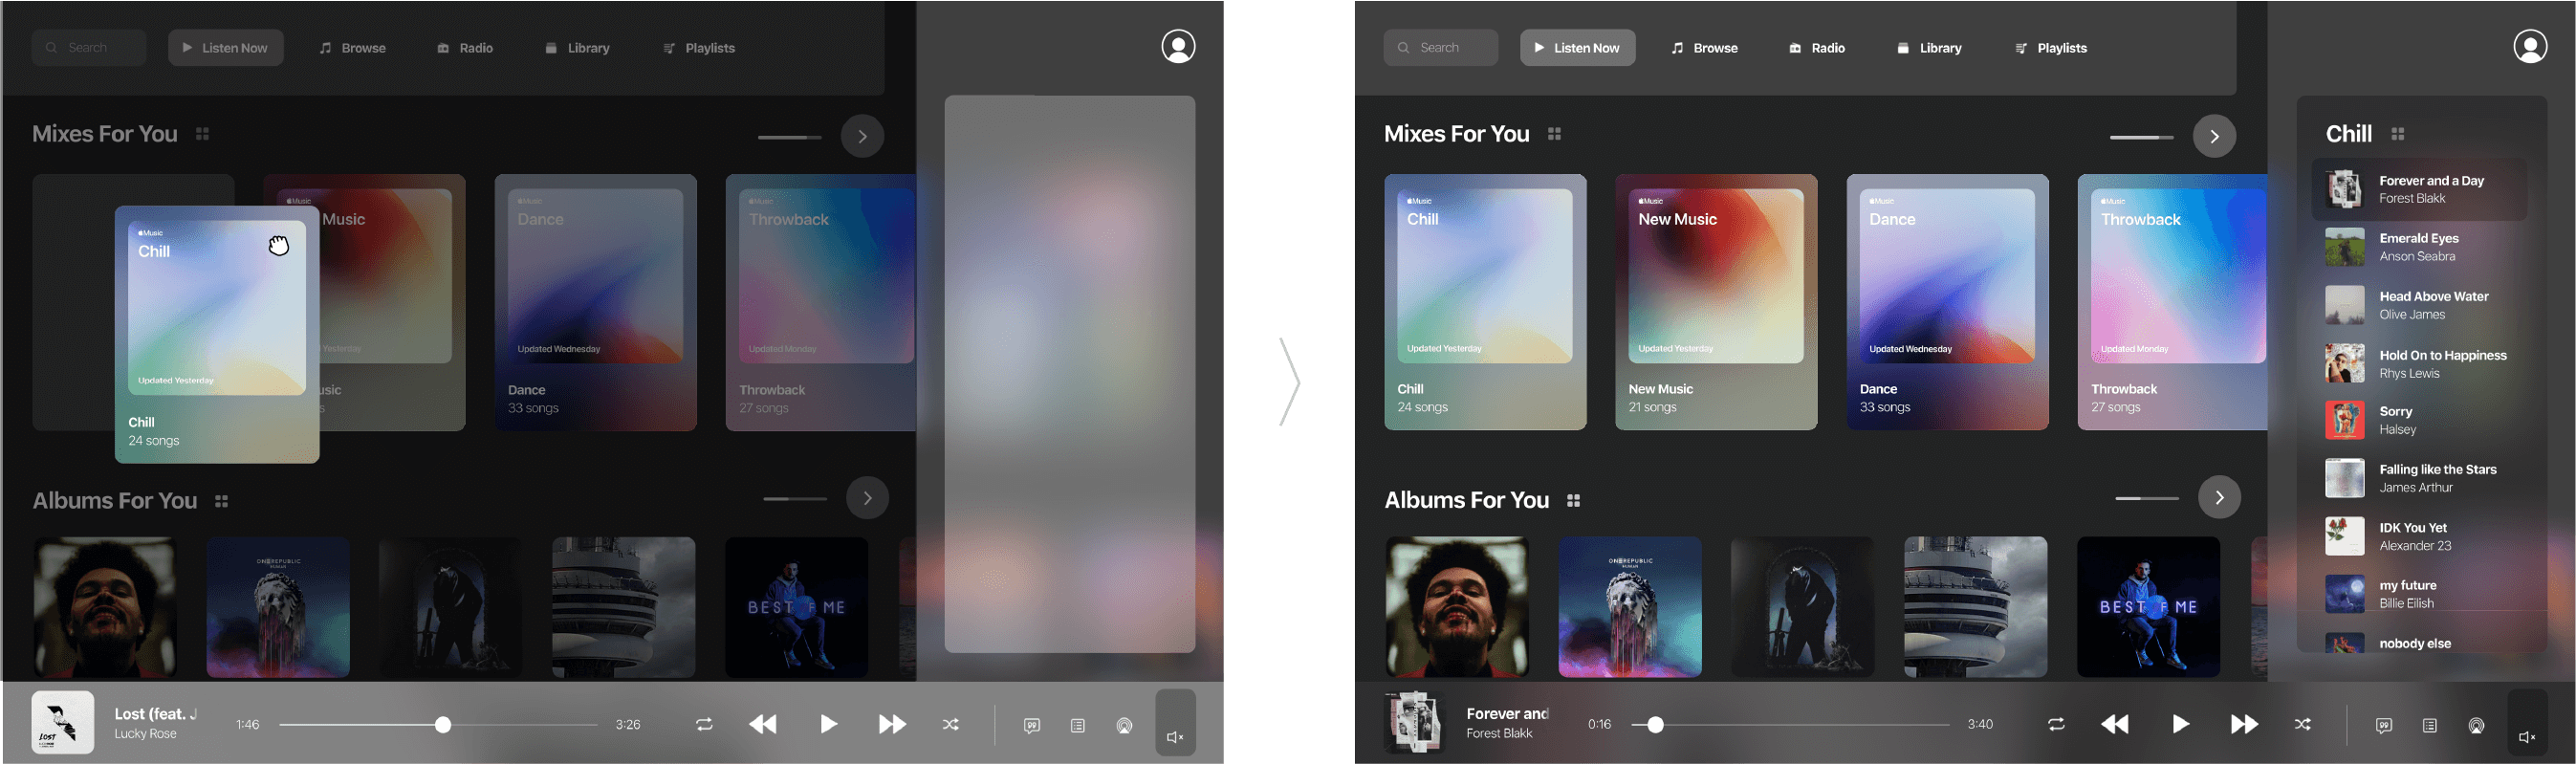 Search
Listen Now
Browse
Radio
Library
Playlists
Mixes For You
Music
Chill
Updated Yesterday
Chill
24 songs
Music
Yesterday
usic
s
Music
Dance
Updated Wednesday
Dance
33 songs
Music
Throwback
Updated Monday
Throwback
27 songs
Albums For You
ONEREPUBLIC
HUMAN
BEST OF ME
LOST
Lost (feat. J
Lucky Rose
1:46
3:26
Search
Listen Now
Browse
Radio
Library
Playlists
Mixes For You
Music
Chill
Updated Yesterday
Chill
24 songs
Music
New Music
Updated Yesterday
New Music
21 songs
Music
Dance
Updated Wednesday
Dance
33 songs
Music
Throwback
Updated Monday
Throwback
27 songs
Albums For You
ONEREPUBLIC
HUMAN
BEST OF ME
Chill
Forever and a Day
Forest Blakk
Emerald Eyes
Anson Seabra
Head Above Water
Olive James
Hold On to Happiness
Rhys Lewis
Sorry
Halsey
Falling like the Stars
James Arthur
IDK You Yet
Alexander 23
my future
Billie Eilish
nobody else
Forever and
Forest Blakk
0:16
3:40